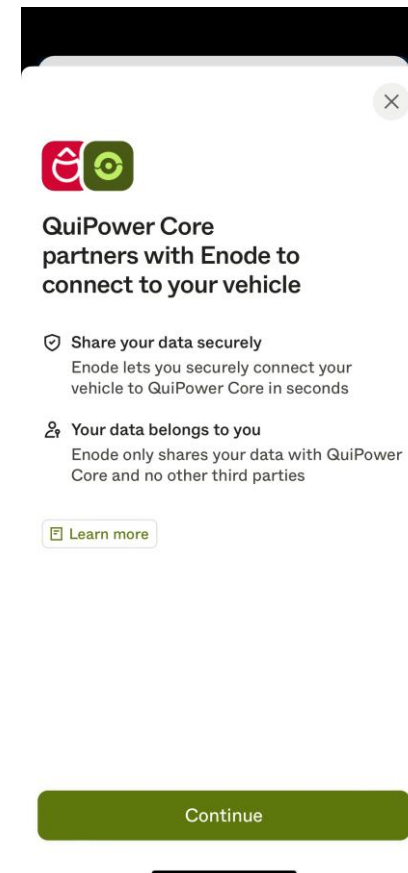 QuiPower Core
partners with Enode to
connect to your vehicle
Share your data securely
Enode lets you securely connect your
vehicle to QuiPower Core in seconds
Your data belongs to you
Enode only shares your data with QuiPower
Core and no other third parties
Learn more
Continue